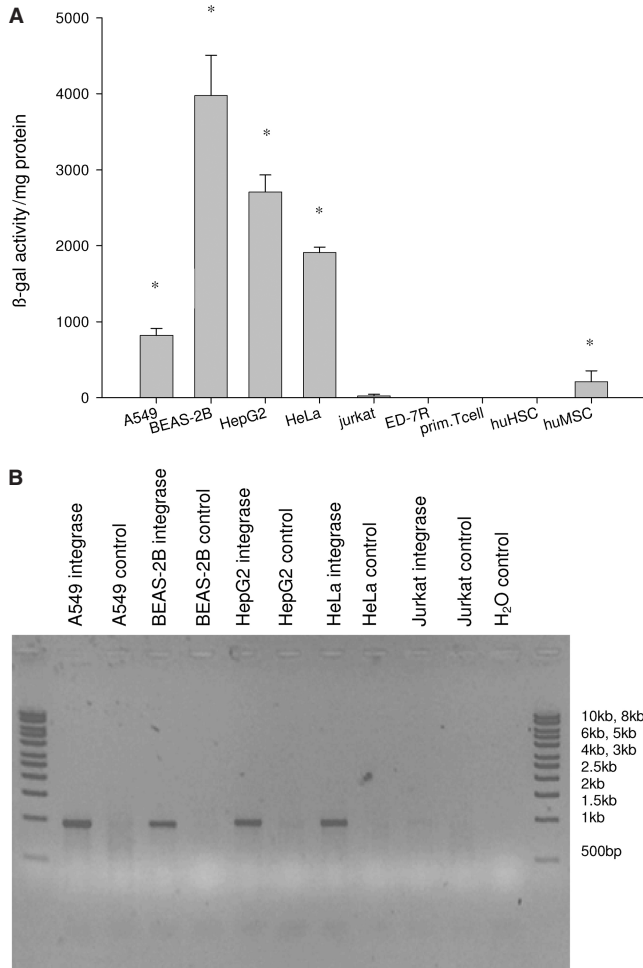 A
ß-gal activity/mg protein
5000
4000
3000
2000
1000
0
*
*
*
*
*
A549
BEAS-2B
HepG2
HeLa
jurkat
ED-7R
prim.Tcell
huHSC
huMSC
B
A549 integrase
A549 control
BEAS-2B integrase
BEAS-2B control
HepG2 integrase
HepG2 control
HeLa integrase
HeLa control
Jurkat integrase
Jurkat control
H₂O control
10kb, 8kb
6kb, 5kb
4kb, 3kb
2.5kb
2kb
1.5kb
1kb
500bp